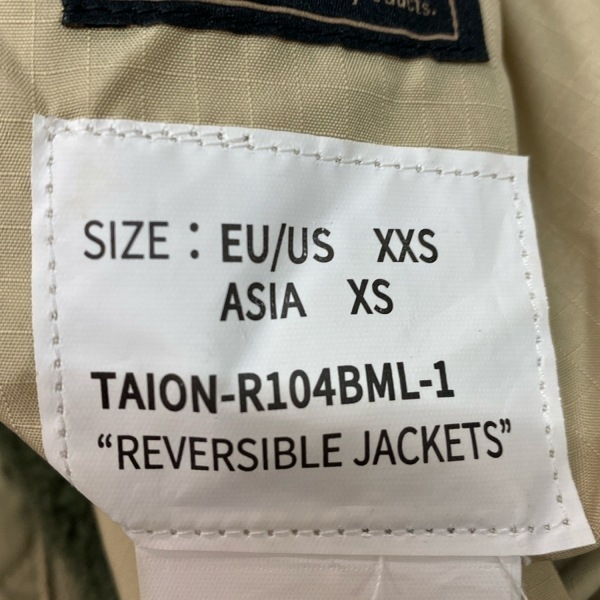 SIZE : EU/US XXS
ASIA XS
TAION-R104BML-1
“REVERSIBLE JACKETS”